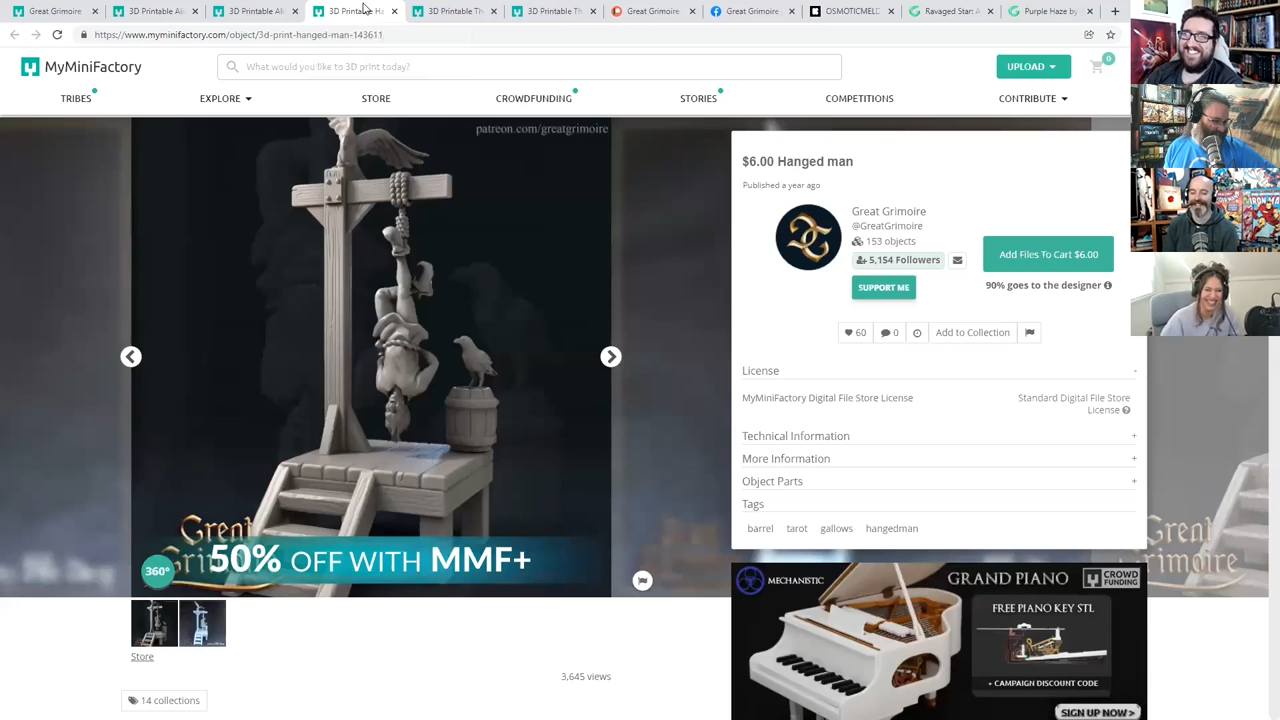 Great Grimoire
3D Printable Al
3D Printable Al
3D Printed Ha
3D Printable Th
3D Printable Th
Great Grimoire
Great Grimoire
OSMOTICMEL
Ravaged Star: A
Purple Haze by
https://www.myminifactory.com/object/3d-print-hanged-man-143611
MyMiniFactory
What would you like to 3D print today?
UPLOAD
0
TRIBES
EXPLORE
STORE
CROWDFUNDING
STORIES
COMPETITIONS
CONTRIBUTE
patreon.com/greatgrimoire
$6.00 Hanged man
Published a year ago
Great Grimoire
@GreatGrimoire
153 objects
5,154 Followers
SUPPORT ME
Add Files To Cart $6.00
90% goes to the designer
60
0
Add to Collection
License
-
MyMiniFactory Digital File Store License
Standard Digital File Store
License
Technical Information
+
More Information
+
Object Parts
+
Tags
barrel tarot gallows hangedman
Great
50% OFF WITH MMF+
360°
MECHANISTIC
GRAND PIANO
CROWD
FUNDING
FREE PIANO KEY STL
+ CAMPAIGN DISCOUNT CODE
SIGN UP NOW >
Store
3,645 views
14 collections